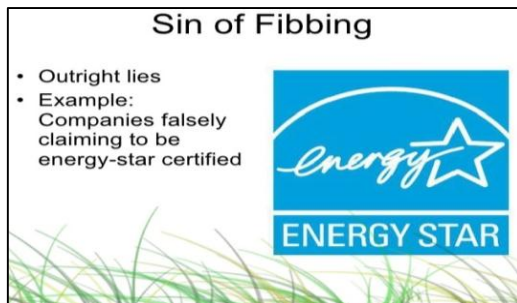 Sin of Fibbing
• Outright lies
• Example:
Companies falsely
claiming to be
energy-star certified
energy
ENERGY STAR